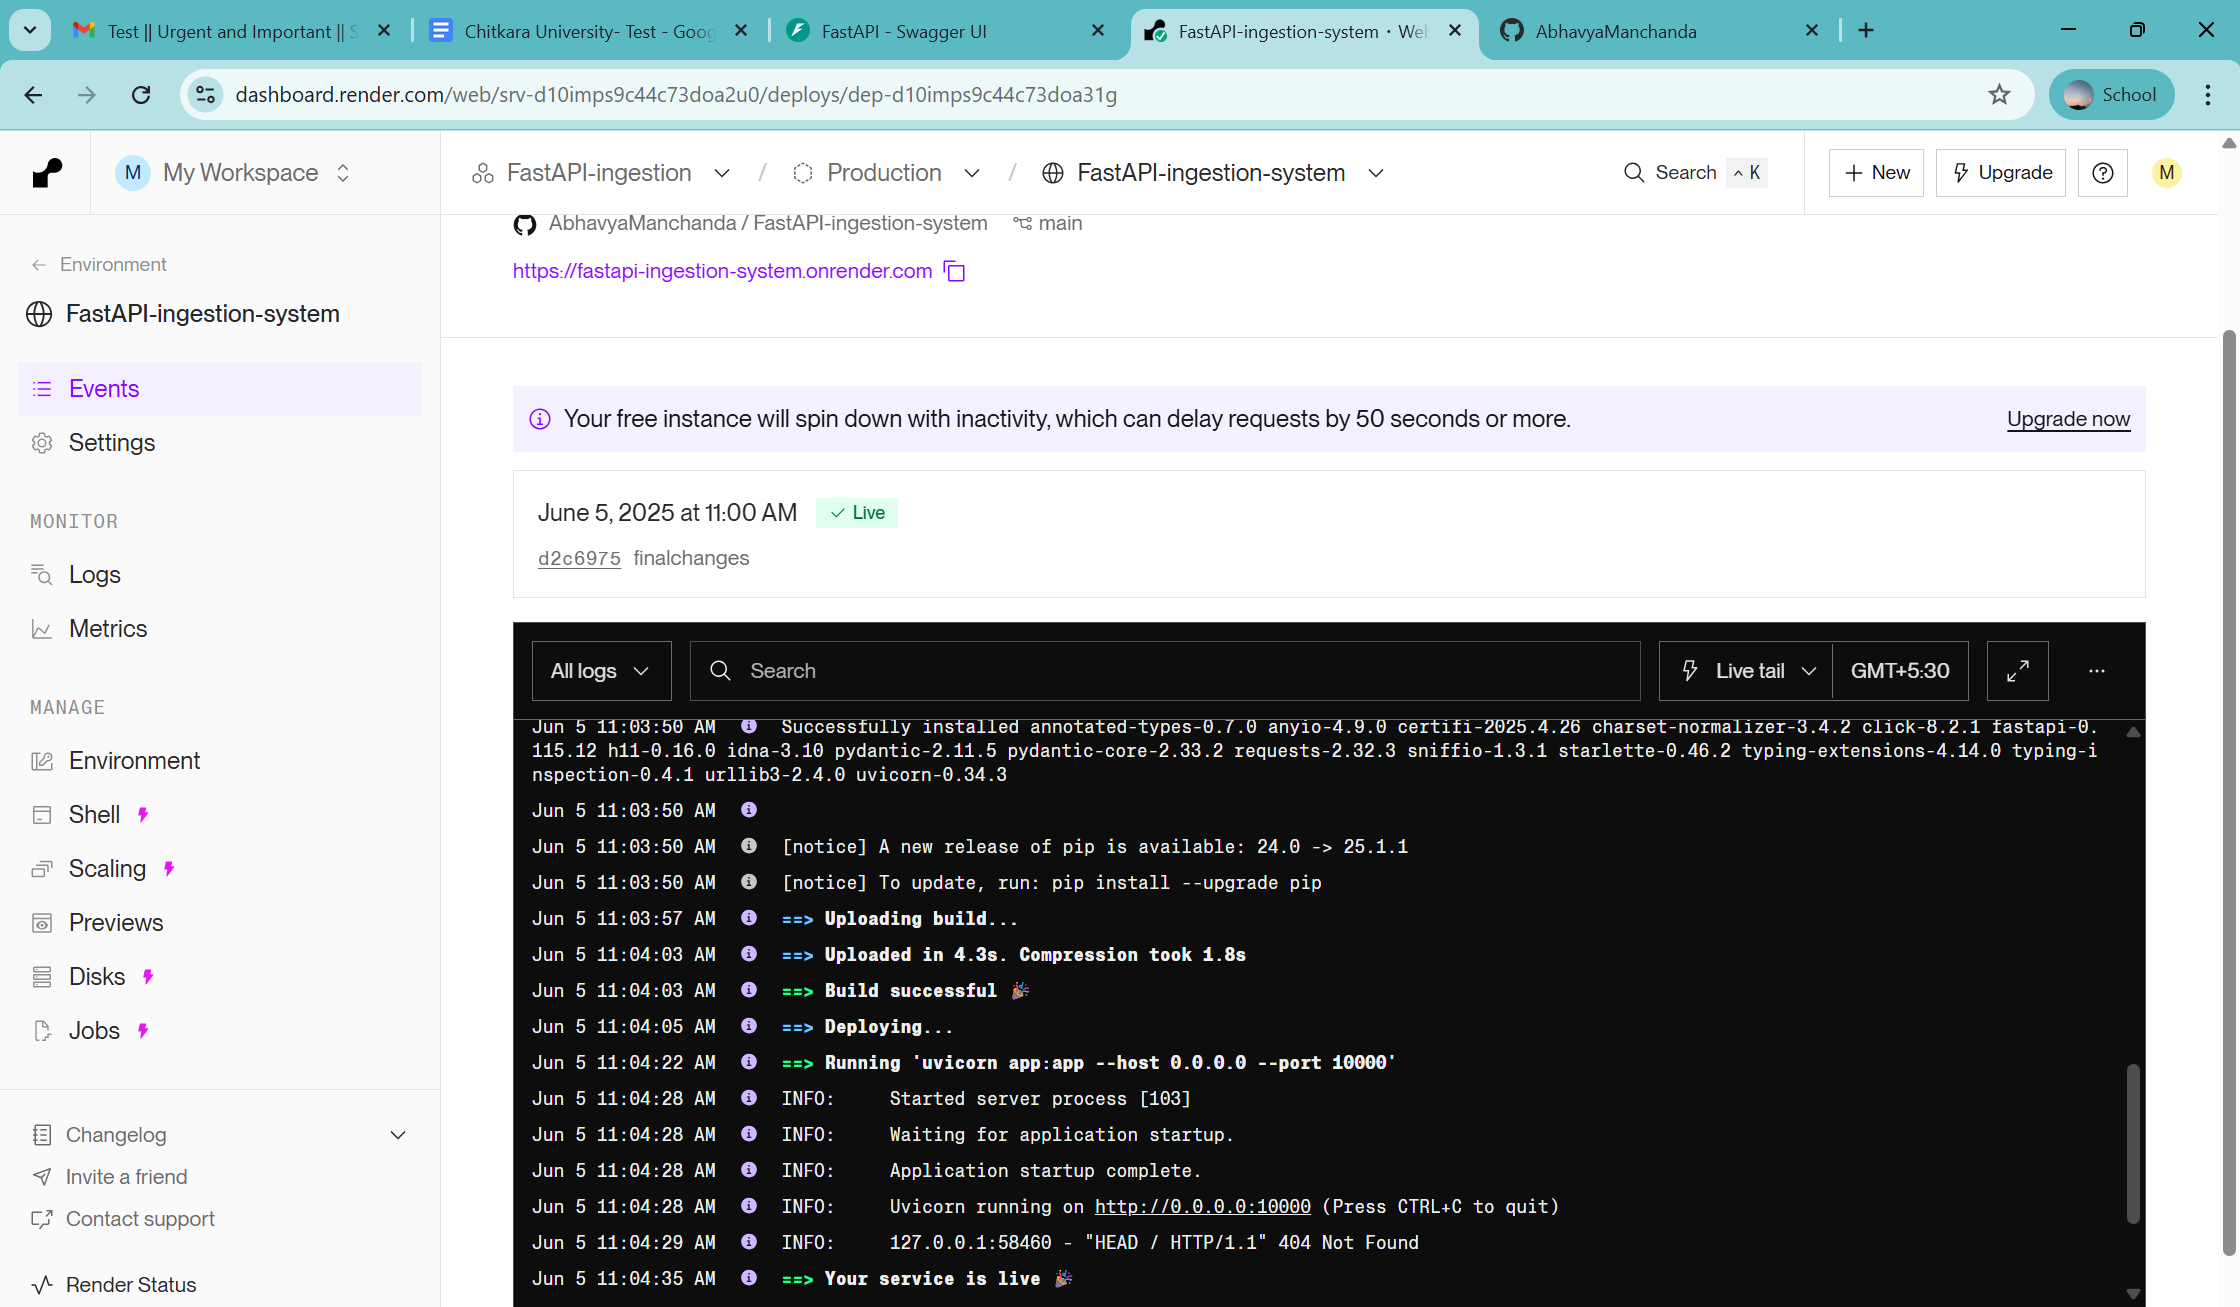 Test || Urgent and Important || S
Chitkara University- Test - Goog
FastAPI - Swagger UI
FastAPI-ingestion-system · Web
AbhavyaManchanda
dashboard.render.com/web/srv-d10imps9c44c73doa2u0/deploys/dep-d10imps9c44c73doa31g
School
M My Workspace
FastAPI-ingestion / Production / FastAPI-ingestion-system
Search ^ K
+ New
Upgrade
M
AbhavyaManchanda / FastAPI-ingestion-system main
https://fastapi-ingestion-system.onrender.com
← Environment
FastAPI-ingestion-system
Events
Settings
MONITOR
Logs
Metrics
MANAGE
Environment
Shell
Scaling
Previews
Disks
Jobs
Changelog
Invite a friend
Contact support
Render Status
Your free instance will spin down with inactivity, which can delay requests by 50 seconds or more.
Upgrade now
June 5, 2025 at 11:00 AM ✓ Live
d2c6975 finalchanges
All logs
Search
Live tail
GMT+5:30
Jun 5 11:03:50 AM Successfully installed annotated-types-0.7.0 anyio-4.9.0 certifi-2025.4.26 charset-normalizer-3.4.2 click-8.2.1 fastapi-0.
115.12 h11-0.16.0 idna-3.10 pydantic-2.11.5 pydantic-core-2.33.2 requests-2.32.3 sniffio-1.3.1 starlette-0.46.2 typing-extensions-4.14.0 typing-i
nspection-0.4.1 urllib3-2.4.0 uvicorn-0.34.3
Jun 5 11:03:50 AM
Jun 5 11:03:50 AM [notice] A new release of pip is available: 24.0 -> 25.1.1
Jun 5 11:03:50 AM [notice] To update, run: pip install --upgrade pip
Jun 5 11:03:57 AM ==> Uploading build...
Jun 5 11:04:03 AM ==> Uploaded in 4.3s. Compression took 1.8s
Jun 5 11:04:03 AM ==> Build successful 🎉
Jun 5 11:04:05 AM ==> Deploying...
Jun 5 11:04:22 AM ==> Running 'uvicorn app:app --host 0.0.0.0 --port 10000'
Jun 5 11:04:28 AM INFO: Started server process [103]
Jun 5 11:04:28 AM INFO: Waiting for application startup.
Jun 5 11:04:28 AM INFO: Application startup complete.
Jun 5 11:04:28 AM INFO: Uvicorn running on http://0.0.0.0:10000 (Press CTRL+C to quit)
Jun 5 11:04:29 AM INFO: 127.0.0.1:58460 - "HEAD / HTTP/1.1" 404 Not Found
Jun 5 11:04:35 AM ==> Your service is live 🎉